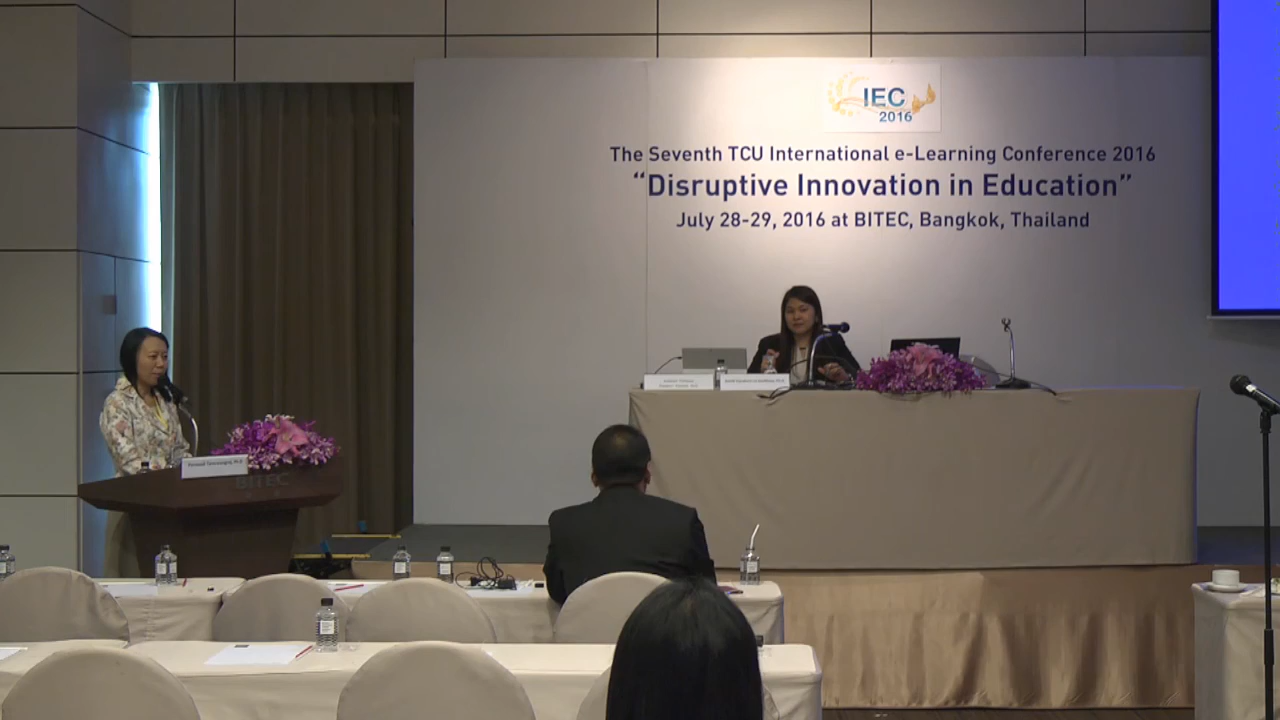 IEC
2016
The Seventh TCU International e-Learning Conference 2016
“Disruptive Innovation in Education”
July 28-29, 2016 at BITEC, Bangkok, Thailand
BITEC